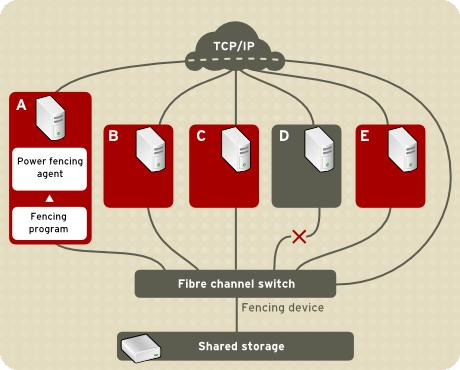 TCP/IP
A
B
C
D
E
Power fencing
agent
Fencing
program
Fibre channel switch
Fencing device
Shared storage